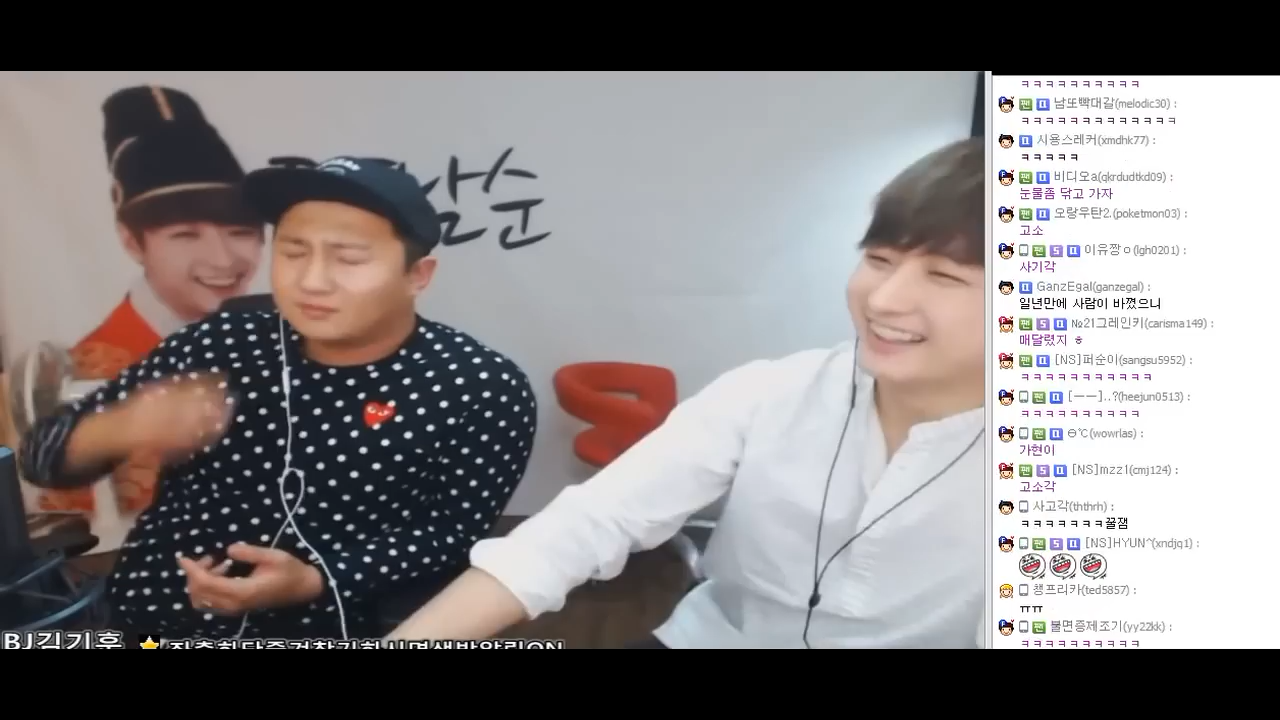 남순
BJ김기훈
ㅋㅋㅋㅋㅋㅋㅋㅋㅋㅋ
남또빡대갈(melodic30) :
ㅋㅋㅋㅋㅋㅋㅋㅋㅋㅋㅋㅋㅋ
시용스레커(xmdhk77) :
ㅋㅋㅋㅋㅋ
비디오a(qkrdudtkd09) :
눈물좀 닦고 가자
오랑우탄2.(poketmon03) :
고소
이유짱ㅇ(lgh0201) :
사기각
GanzEgal(ganzegal) :
일년만에 사람이 바꼈으니
№21그레인키(carisma149) :
매달렸지 ㅎ
[NS]퍼순이(sangsu5952) :
ㅋㅋㅋㅋㅋㅋㅋㅋㅋㅋㅋ
[ㅡㅡ]..?(heejun0513) :
ㅋㅋㅋㅋㅋㅋㅋㅋㅋㅋ
⊖℃(wowrlas) :
가현이
[NS]mzz1(cmj124) :
고소각
사고각(ththrh) :
ㅋㅋㅋㅋㅋㅋㅋ꿀잼
[NS]HYUN^(xndjq1) :
챙프리카(ted5857) :
ㅠㅠ
불면증제조기(yy22kk) :
ㅋㅋㅋㅋㅋㅋㅋㅋㅋㅋ